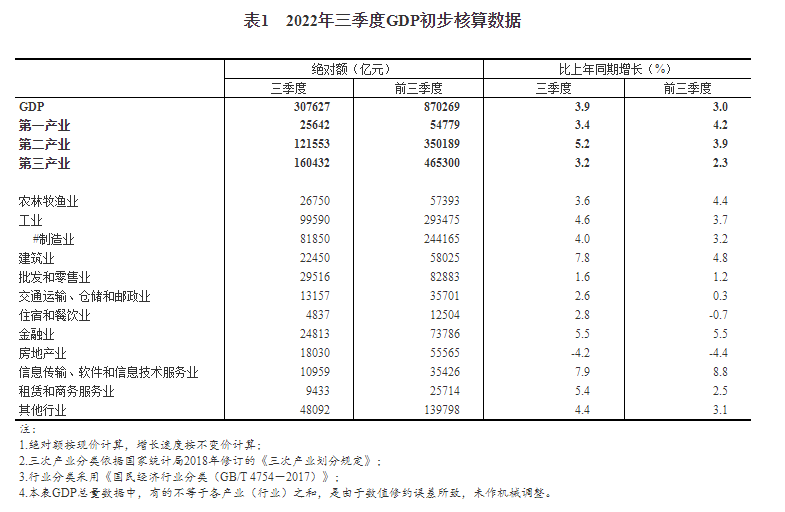 表1 2022年三季度GDP初步核算数据
绝对额（亿元） 比上年同期增长（%）
三季度 前三季度 三季度 前三季度
GDP 307627 870269 3.9 3.0
第一产业 25642 54779 3.4 4.2
第二产业 121553 350189 5.2 3.9
第三产业 160432 465300 3.2 2.3
农林牧渔业 26750 57393 3.6 4.4
工业 99590 293475 4.6 3.7
#制造业 81850 244165 4.0 3.2
建筑业 22450 58025 7.8 4.8
批发和零售业 29516 82883 1.6 1.2
交通运输、仓储和邮政业 13157 35701 2.6 0.3
住宿和餐饮业 4837 12504 2.8 -0.7
金融业 24813 73786 5.5 5.5
房地产业 18030 55565 -4.2 -4.4
信息传输、软件和信息技术服务业 10959 35426 7.9 8.8
租赁和商务服务业 9433 25714 5.4 2.5
其他行业 48092 139798 4.4 3.1
注：
1.绝对额按现价计算，增长速度按不变价计算；
2.三次产业分类依据国家统计局2018年修订的《三次产业划分规定》；
3.行业分类采用《国民经济行业分类（GB/T 4754－2017）》；
4.本表GDP总量数据中，有的不等于各产业（行业）之和，是由于数值修约误差所致，未作机械调整。